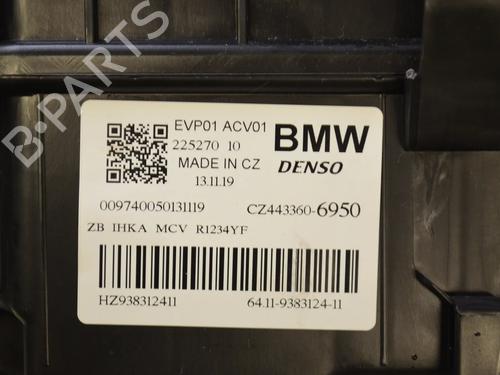 EVP01 ACV01
225270 10
MADE IN CZ
13.11.19
BMW
DENSO
009740050131119
CZ443360-6950
ZB IHKA MCV R1234YF
HZ938312411
64.11-9383124-11
B-PARTS